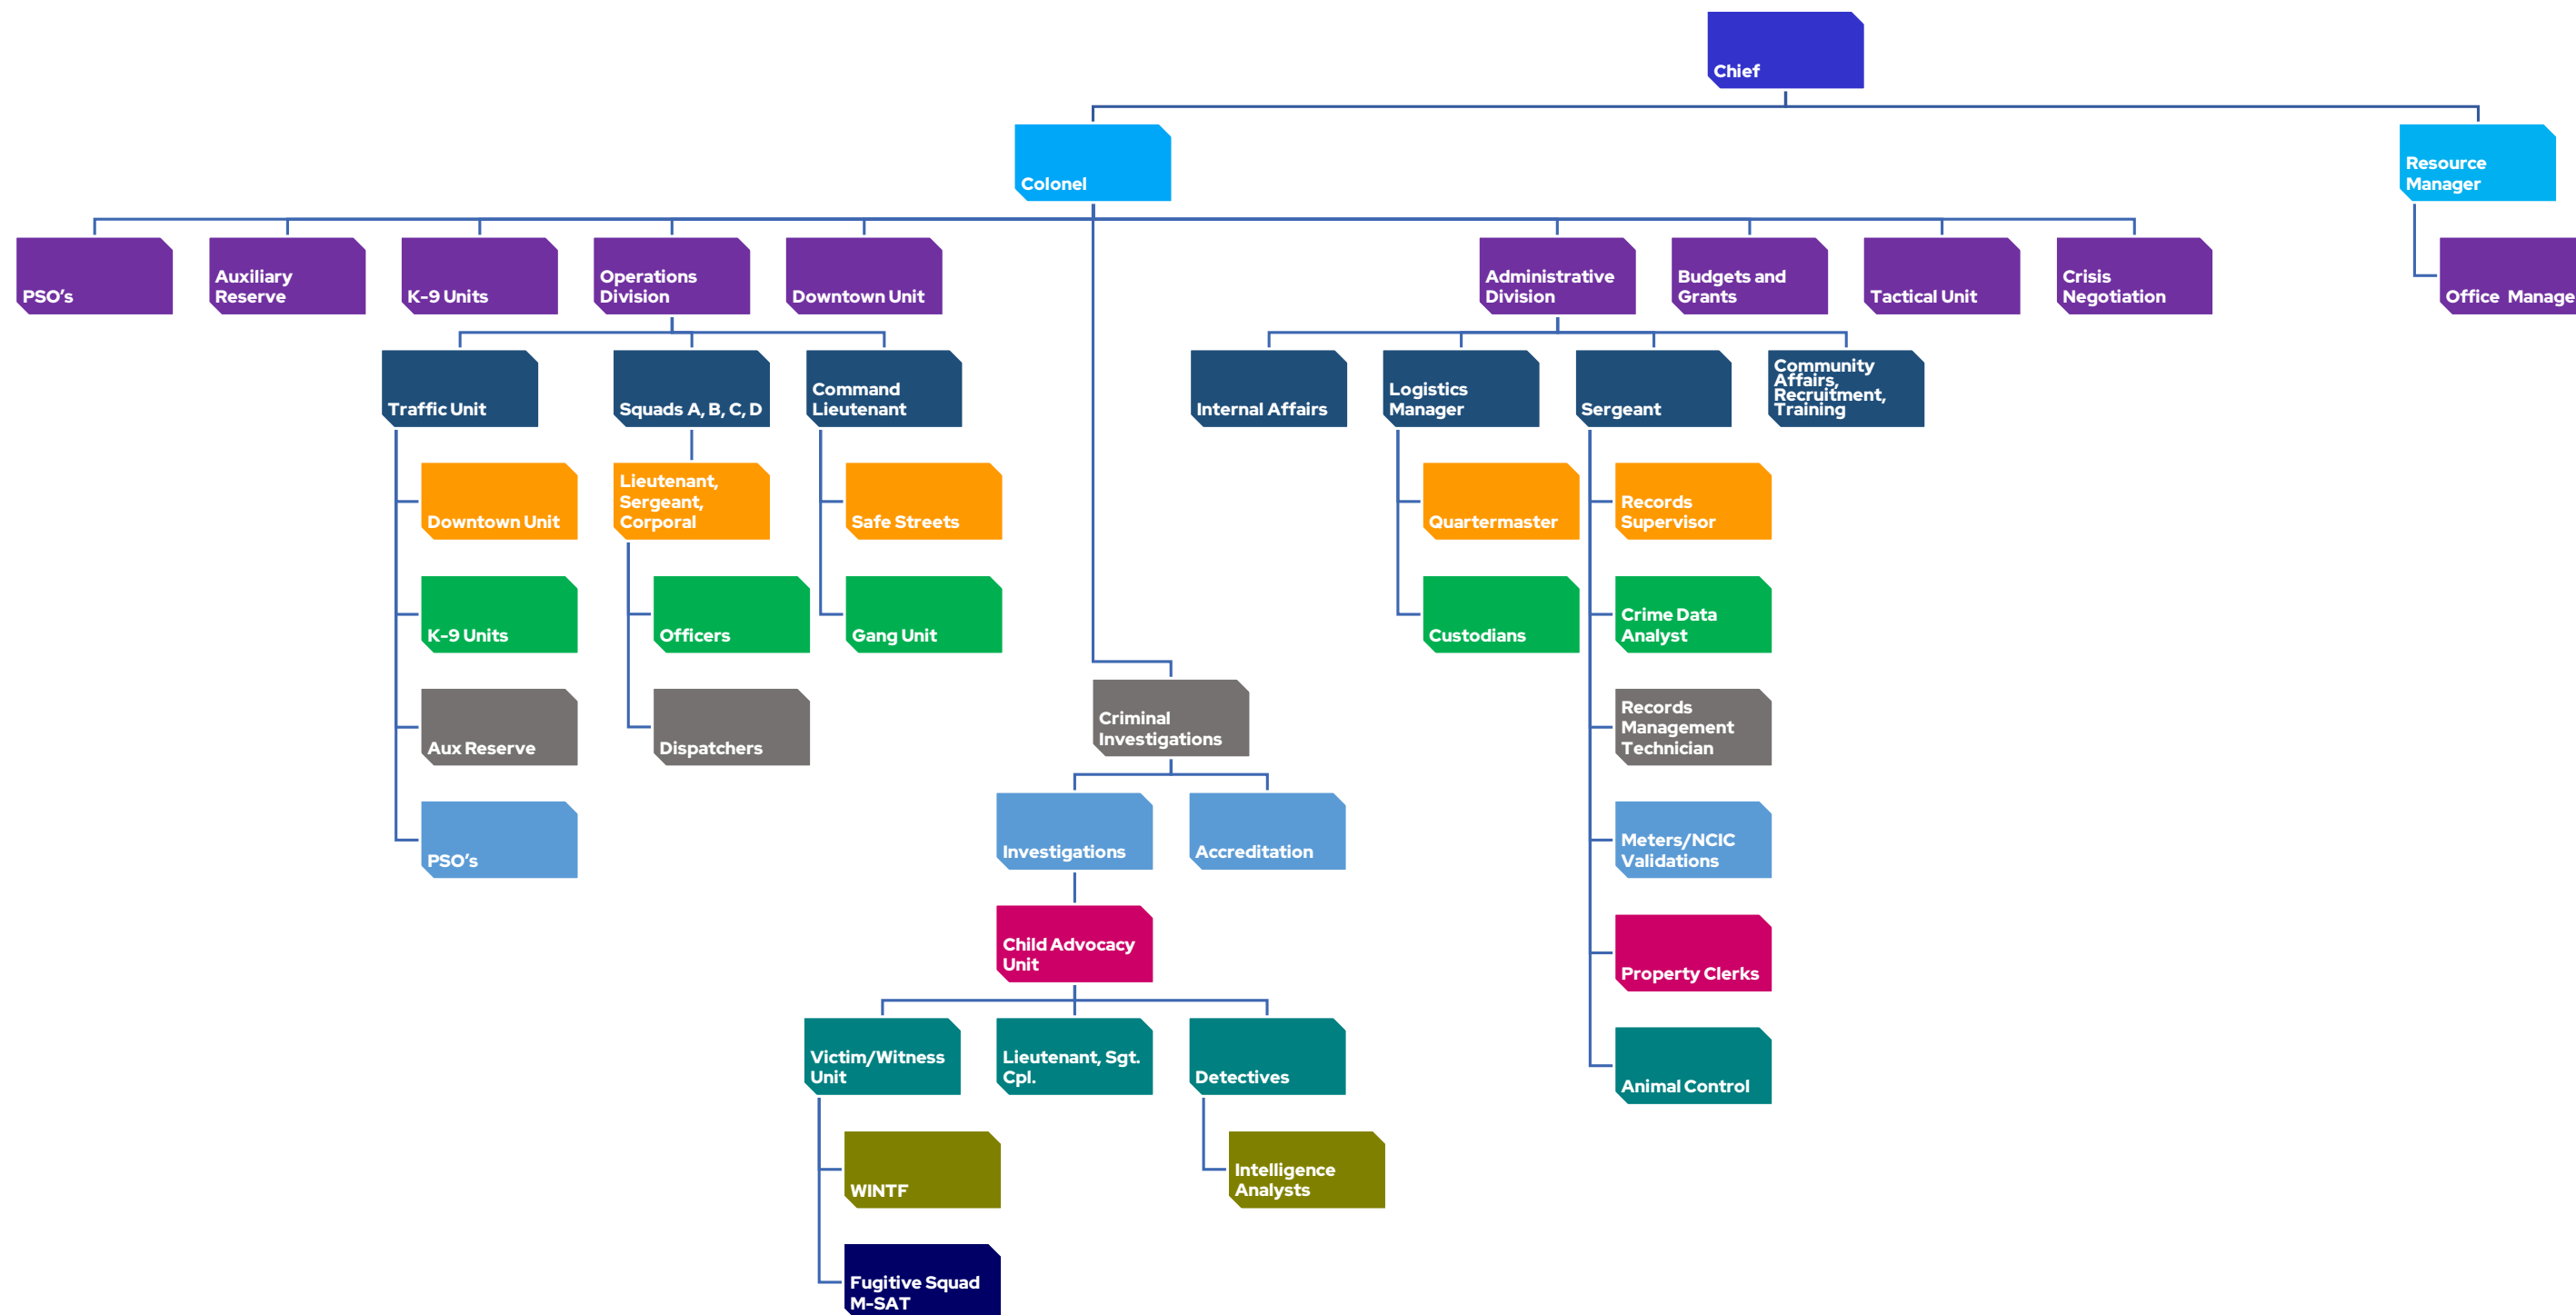 Chief
Colonel
Resource
Manager
PSO’s
Auxiliary
Reserve
K-9 Units
Operations
Division
Downtown Unit
Administrative
Division
Budgets and
Grants
Tactical Unit
Crisis
Negotiation
Office  Manage
Traffic Unit
Squads A, B, C, D
Command
Lieutenant
Internal Affairs
Logistics
Manager
Sergeant
Community
Affairs,
Recruitment,
Training
Downtown Unit
Lieutenant,
Sergeant,
Corporal
Safe Streets
Quartermaster
Records
Supervisor
K-9 Units
Officers
Gang Unit
Custodians
Crime Data
Analyst
Aux Reserve
Dispatchers
Criminal
Investigations
Records
Management
Technician
PSO’s
Investigations
Accreditation
Meters/NCIC
Validations
Child Advocacy
Unit
Property Clerks
Victim/Witness
Unit
Lieutenant, Sgt.
Cpl.
Detectives
Animal Control
WINTF
Intelligence
Analysts
Fugitive Squad
M-SAT